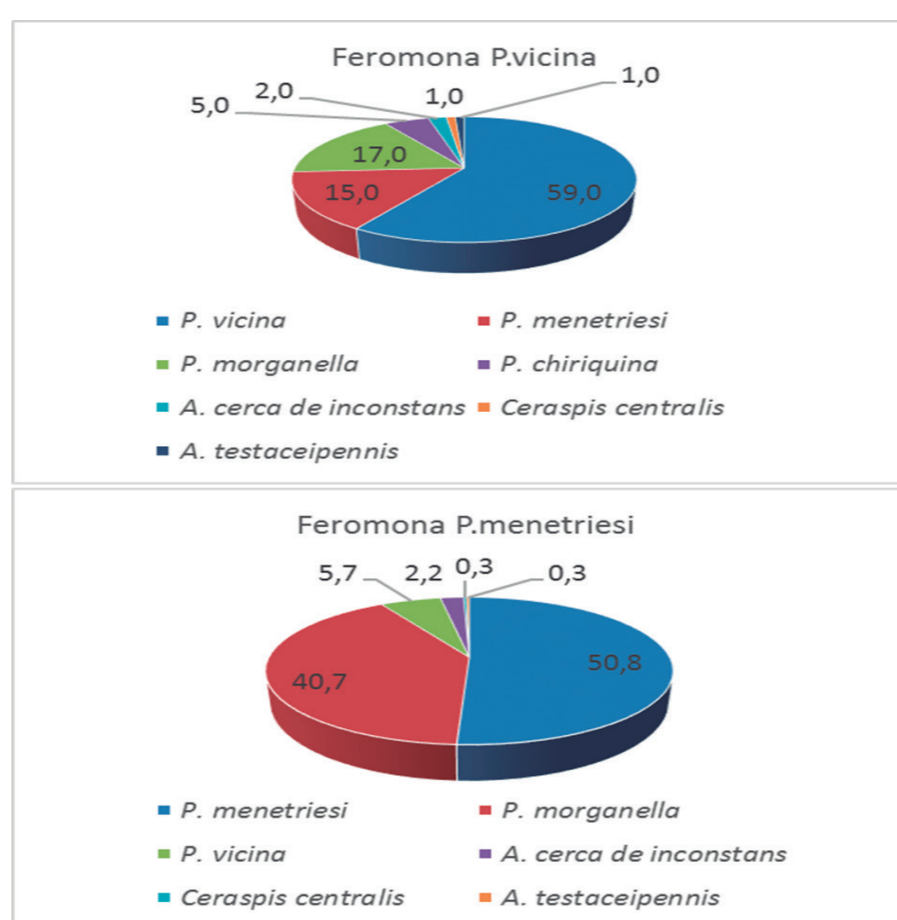 Feromona P.vicina
5,0 2,0 1,0 1,0
17,0
15,0 59,0
P. vicina P. menetriesi
P. morganella P. chiriquina
A. cerca de inconstans Ceraspis centralis
A. testaceipennis
Feromona P.menetriesi
5,7 2,2 0,3 0,3
40,7 50,8
P. menetriesi P. morganella
P. vicina A. cerca de inconstans
Ceraspis centralis A. testaceipennis